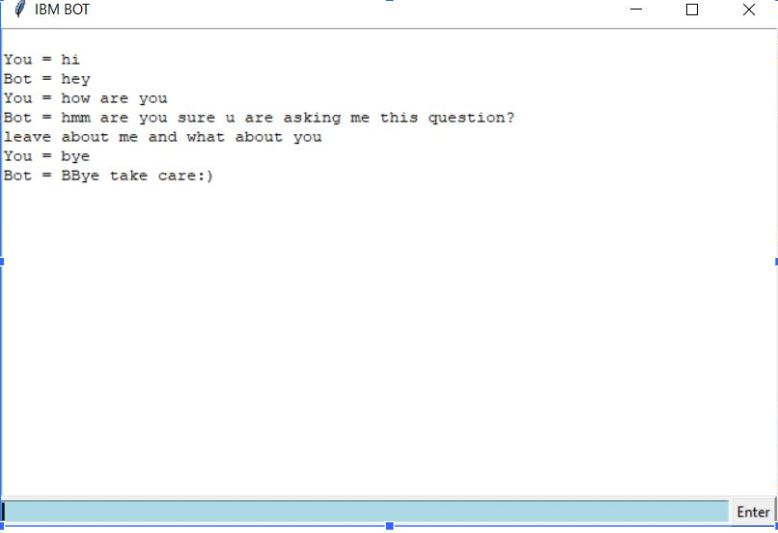 IBM BOT
You = hi
Bot = hey
You = how are you
Bot = hmm are you sure u are asking me this question?
leave about me and what about you
You = bye
Bot = BBye take care:)
Enter